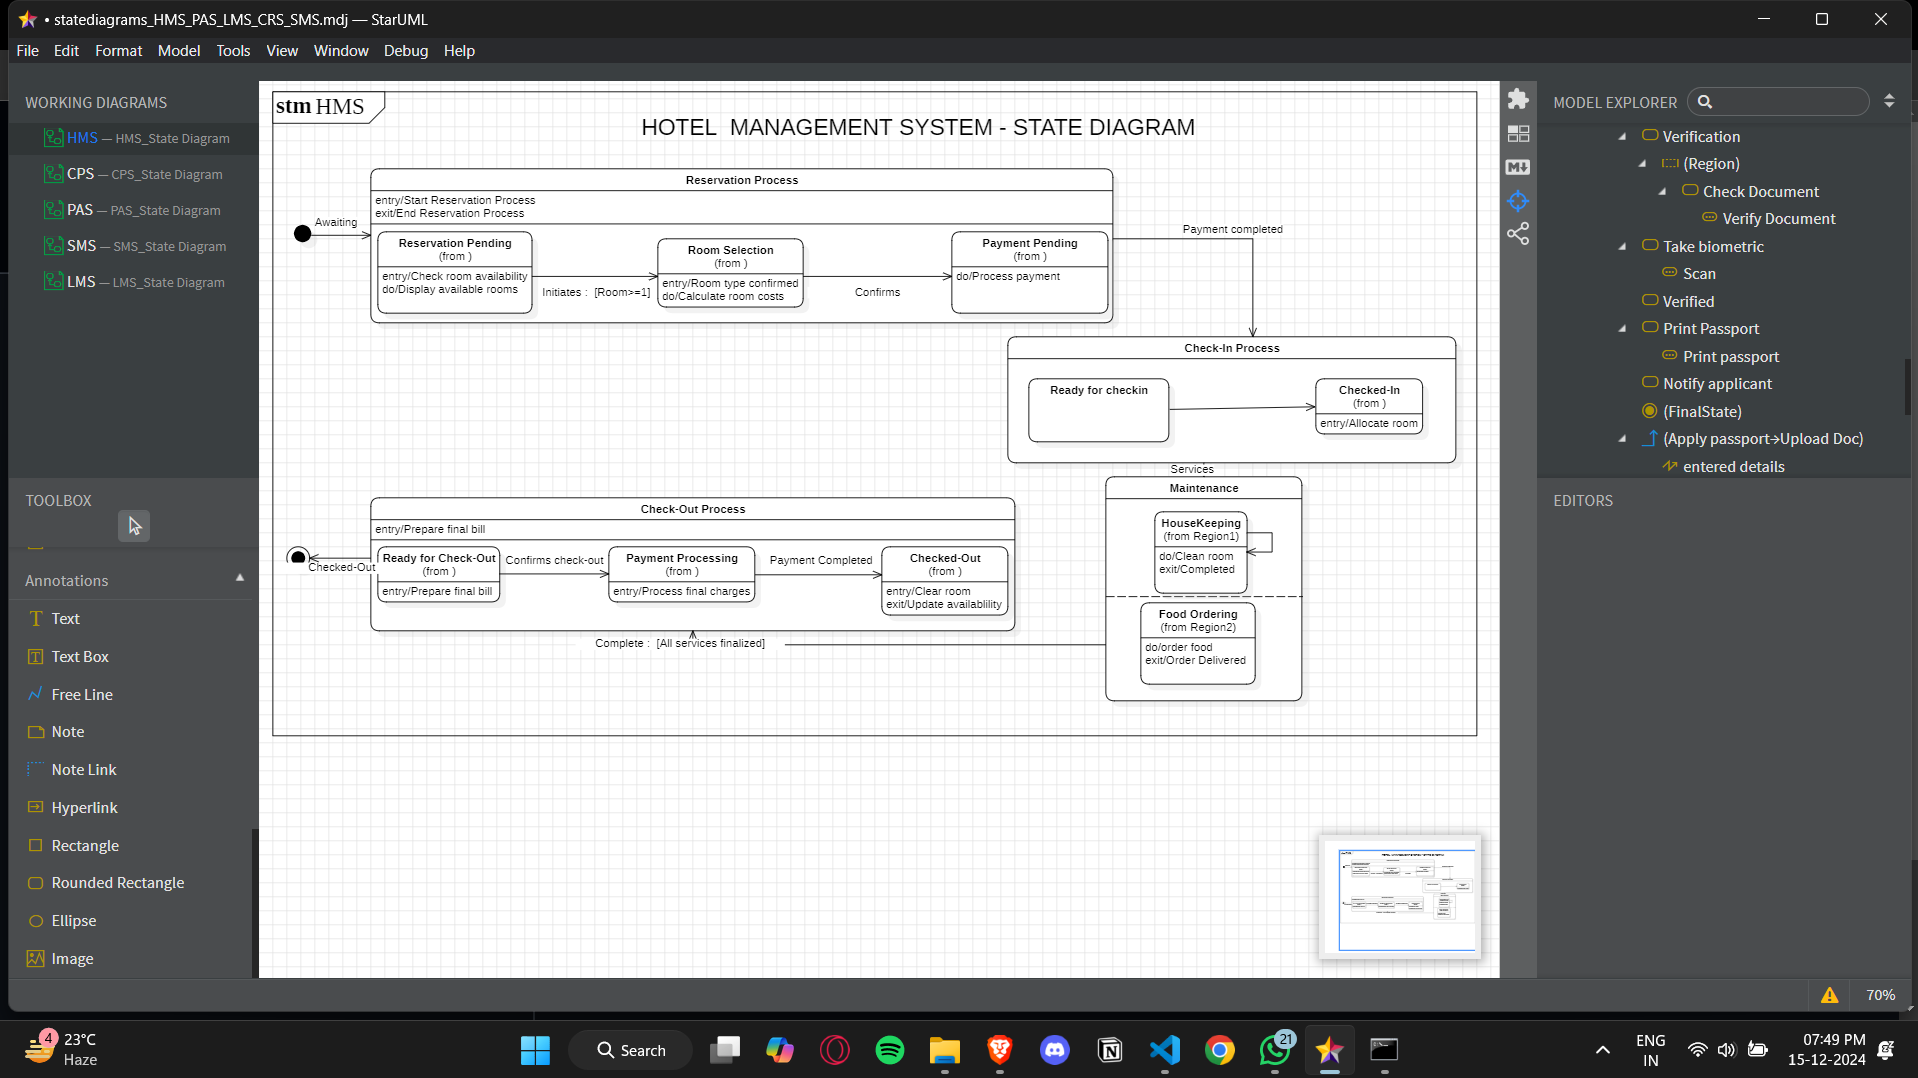 • statediagrams_HMS_PAS_LMS_CRS_SMS.mdj — StarUML
File Edit Format Model Tools View Window Debug Help
WORKING DIAGRAMS
HMS — HMS_State Diagram
CPS — CPS_State Diagram
PAS — PAS_State Diagram
SMS — SMS_State Diagram
LMS — LMS_State Diagram
TOOLBOX
Annotations
Text
Text Box
Free Line
Note
Note Link
Hyperlink
Rectangle
Rounded Rectangle
Ellipse
Image
stm HMS
HOTEL MANAGEMENT SYSTEM - STATE DIAGRAM
Reservation Process
entry/Start Reservation Process
exit/End Reservation Process
Awaiting
Reservation Pending
(from )
entry/Check room availability
do/Display available rooms
Initiates : [Room>=1]
Room Selection
(from )
entry/Room type confirmed
do/Calculate room costs
Confirms
Payment Pending
(from )
do/Process payment
Payment completed
Check-In Process
Ready for checkin
Checked-In
(from )
entry/Allocate room
Services
Maintenance
HouseKeeping
(from Region1)
do/Clean room
exit/Completed
Food Ordering
(from Region2)
do/order food
exit/Order Delivered
Check-Out Process
entry/Prepare final bill
Checked-Out
Ready for Check-Out
(from )
entry/Prepare final bill
Confirms check-out
Payment Processing
(from )
entry/Process final charges
Payment Completed
Checked-Out
(from )
entry/Clear room
exit/Update availablility
Complete : [All services finalized]
MODEL EXPLORER
Verification
(Region)
Check Document
Verify Document
Take biometric
Scan
Verified
Print Passport
Print passport
Notify applicant
(FinalState)
(Apply passport→Upload Doc)
entered details
EDITORS
70%
4
23°C
Haze
Search
21
ENG
IN
07:49 PM
15-12-2024